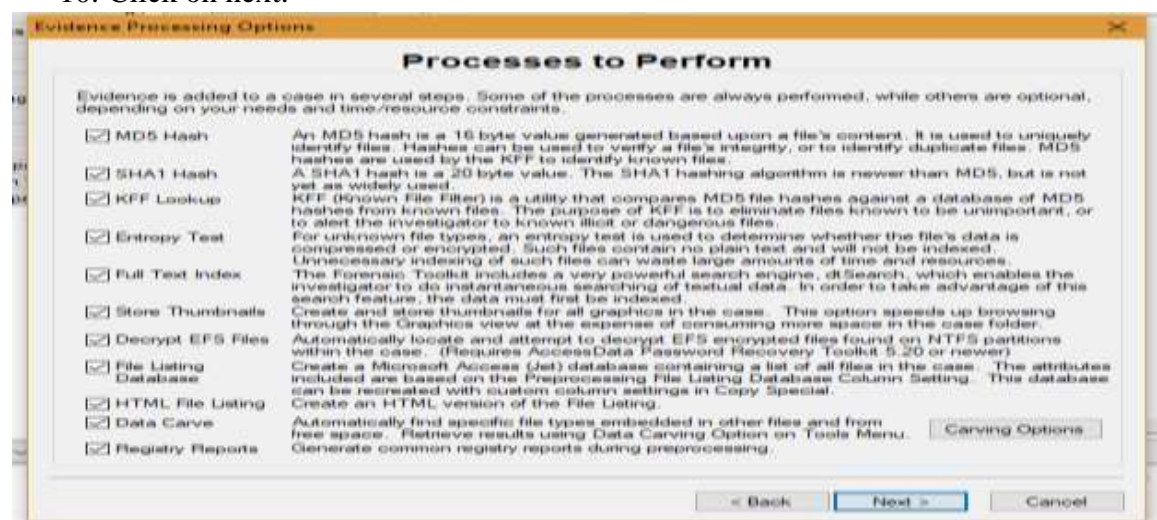 10. Click on next.
Evidence Processing Options
Processes to Perform
Evidence is added to a case in several steps. Some of the processes are always performed, while others are optional,
depending on your needs and time/resource constraints.
MD5 Hash An MD5 hash is a 16 byte value generated based upon a file's content. It is used to uniquely
identify files. Hashes can be used to verify a file's integrity, or to identify duplicate files. MD5
hashes are used by the KFF to identify known files.
SHA1 Hash A SHA1 hash is a 20 byte value. The SHA1 hashing algorithm is newer than MD5, but is not
yet as widely used.
KFF Lookup KFF (Known File Filter) is a utility that compares MD5 file hashes against a database of MD5
hashes from known files. The purpose of KFF is to eliminate files known to be unimportant, or
to alert the investigator to known illicit or dangerous files.
Entropy Test For unknown file types, an entropy test is used to determine whether the file's data is
compressed or encrypted. Such files contain no plain text and will not be indexed.
Unnecessary indexing of such files can waste large amounts of time and resources.
Full Text Index The Forensic Toolkit includes a very powerful search engine, dtSearch, which enables the
investigator to do instantaneous searching of textual data. In order to take advantage of this
search feature, the data must first be indexed.
Store Thumbnails Create and store thumbnails for all graphics in the case. This option speeds up browsing
through the Graphics view at the expense of consuming more space in the case folder.
Decrypt EFS Files Automatically locate and attempt to decrypt EFS encrypted files found on NTFS partitions
within the case. (Requires AccessData Password Recovery Toolkit 5.20 or newer)
File Listing Create a Microsoft Access (Jet) database containing a list of all files in the case. The attributes
Database included are based on the Preprocessing File Listing Database Column Setting. This database
can be recreated with custom column settings in Copy Special.
HTML File Listing Create an HTML version of the File Listing.
Data Carve Automatically find specific file types embedded in other files and from
free space. Retrieve results using Data Carving Option on Tools Menu. Carving Options
Registry Reports Generate common registry reports during preprocessing.
< Back Next > Cancel